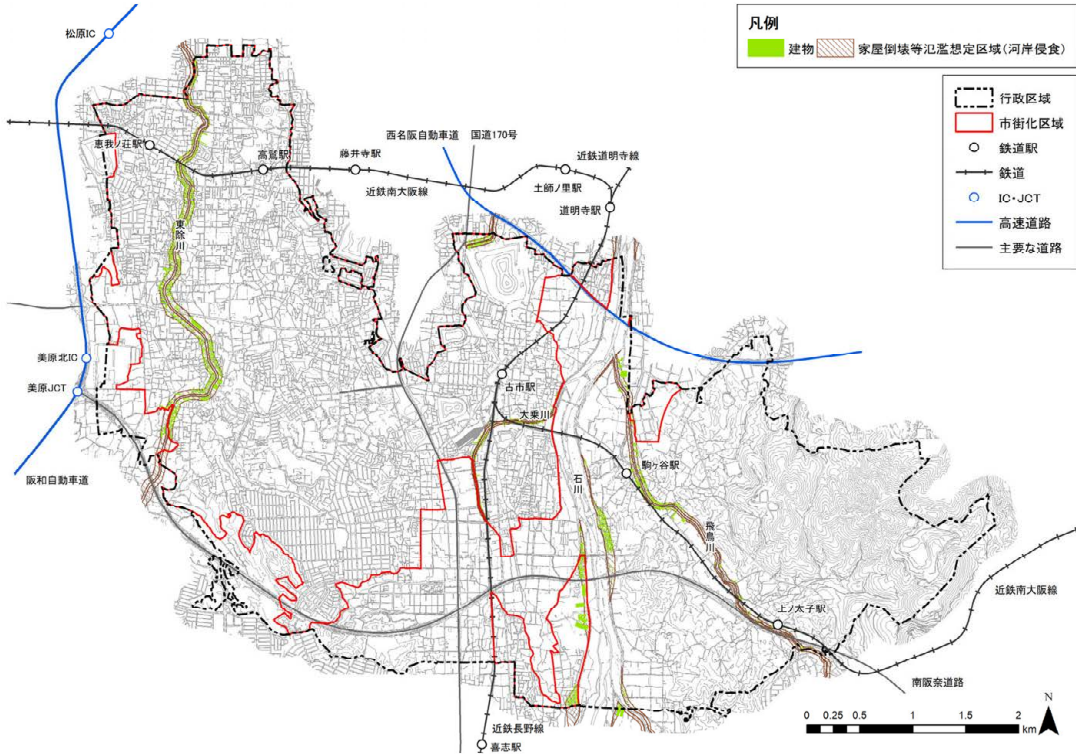 凡例
建物
家屋倒壊等氾濫想定区域(河岸侵食)
行政区域
市街化区域
鉄道駅
鉄道
IC・JCT
高速道路
主要な道路
松原IC
恵我ノ荘駅
高鷲駅
藤井寺駅
西名阪自動車道
国道170号
近鉄南大阪線
土師ノ里駅
近鉄道明寺線
道明寺駅
東除川
美原北IC
美原JCT
古市駅
大乗川
阪和自動車道
石川
駒ヶ谷駅
飛鳥川
上ノ太子駅
近鉄南大阪線
南阪奈道路
近鉄長野線
喜志駅
N
0 0.25 0.5 1 1.5 2
km